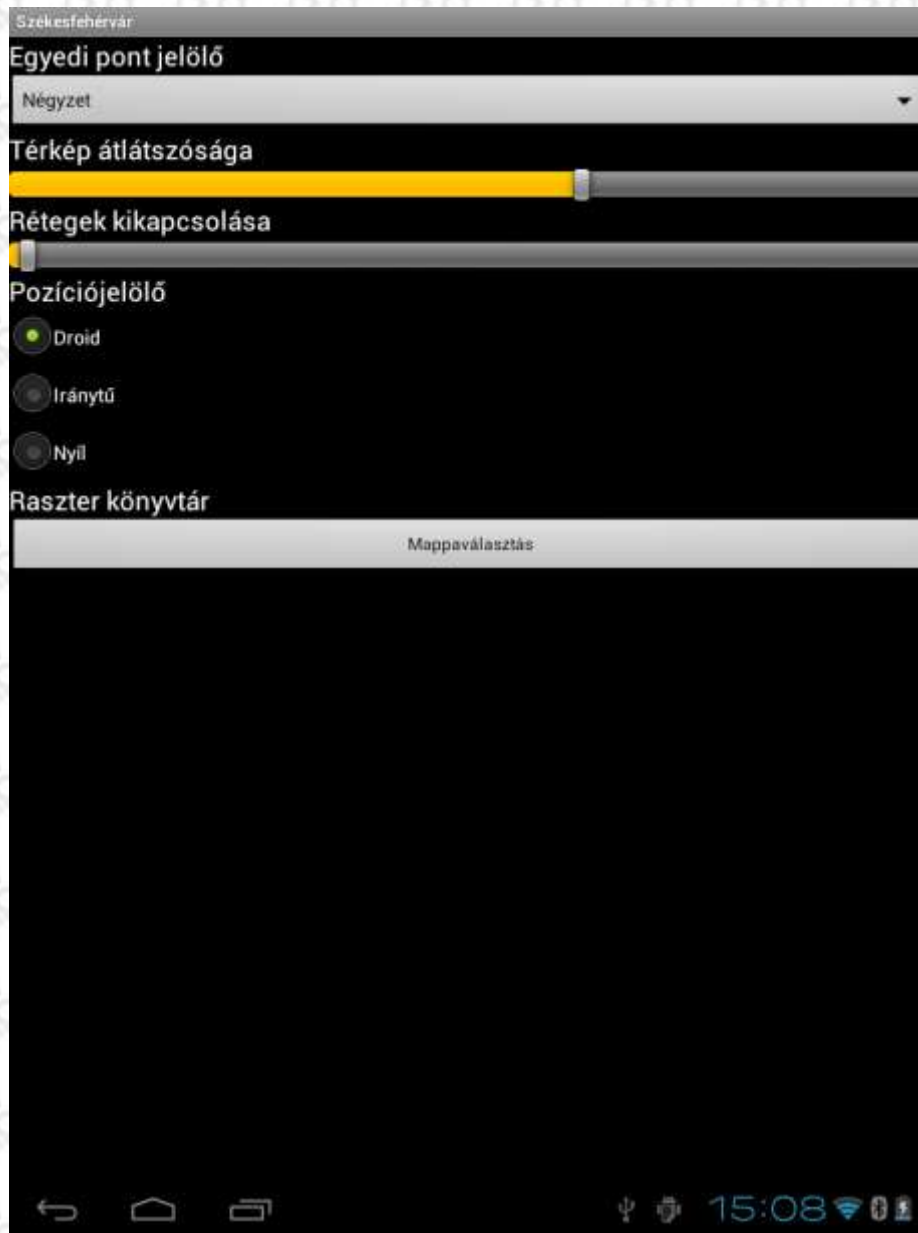 Székesfehérvár
Egyedi pont jelölő
Négyzet
Térkép átlátszósága
Rétegek kikapcsolása
Pozíciójelölő
Droid
Iránytű
Nyíl
Raszter könyvtár
Mappaválasztás
15:08